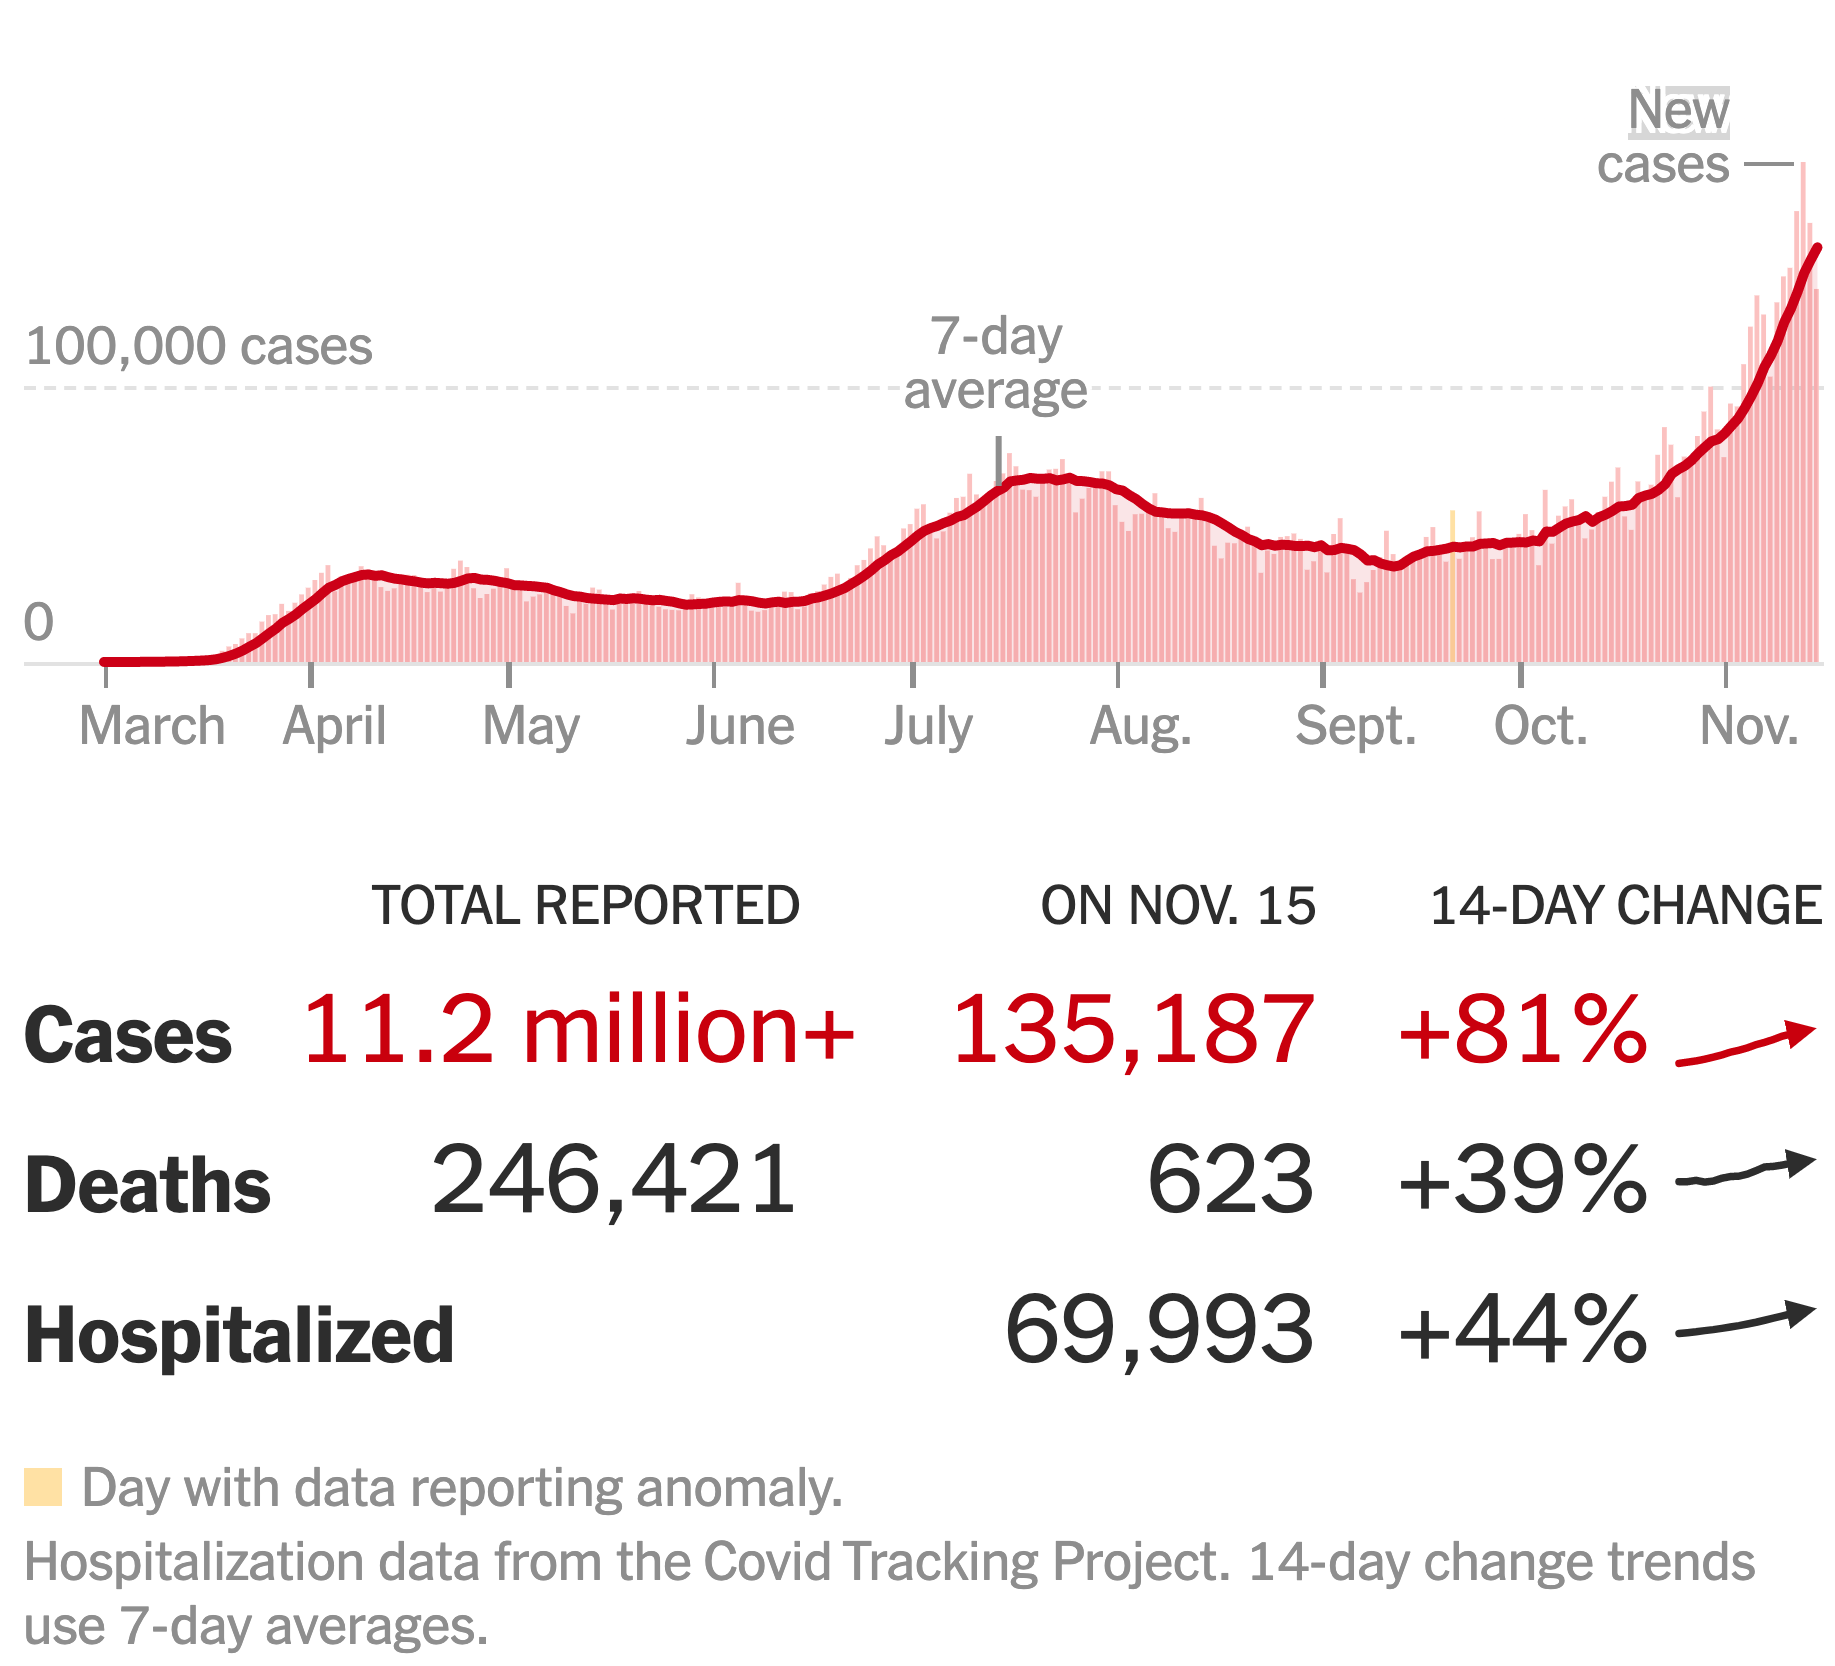 New
cases
100,000 cases
7-day
average
0
March April May June July Aug. Sept. Oct. Nov.
TOTAL REPORTED ON NOV. 15 14-DAY CHANGE
Cases 11.2 million+ 135,187 +81%
Deaths 246,421 623 +39%
Hospitalized 69,993 +44%
Day with data reporting anomaly.
Hospitalization data from the Covid Tracking Project. 14-day change trends
use 7-day averages.